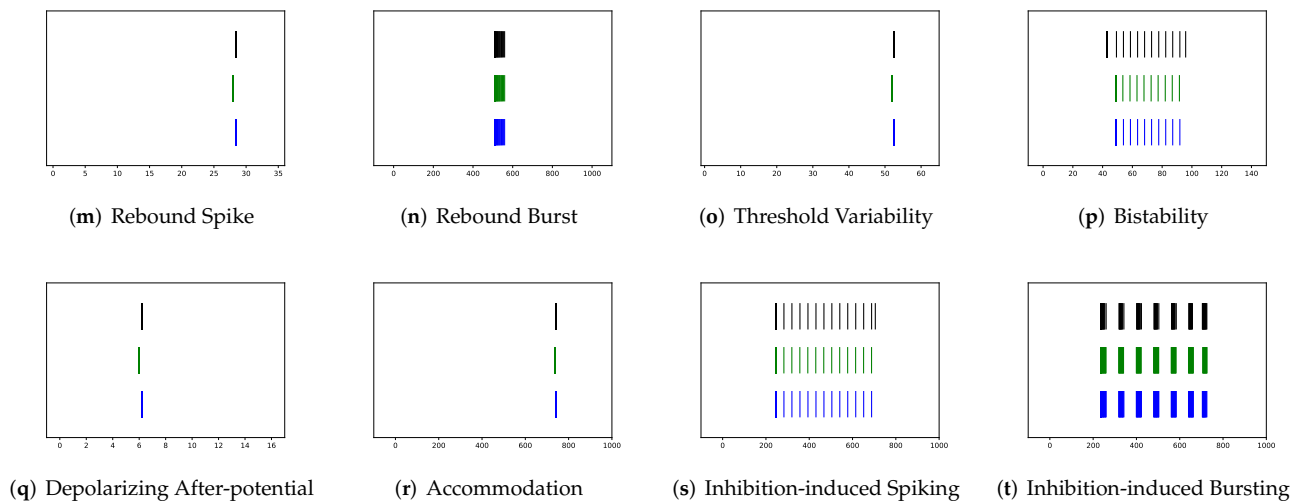 0 5 10 15 20 25 30 35
0 200 400 600 800 1000
0 10 20 30 40 50 60
0 20 40 60 80 100 120 140
(m) Rebound Spike
(n) Rebound Burst
(o) Threshold Variability
(p) Bistability
0 2 4 6 8 10 12 14 16
0 200 400 600 800 1000
0 200 400 600 800 1000
0 200 400 600 800 1000
(q) Depolarizing After-potential
(r) Accommodation
(s) Inhibition-induced Spiking
(t) Inhibition-induced Bursting